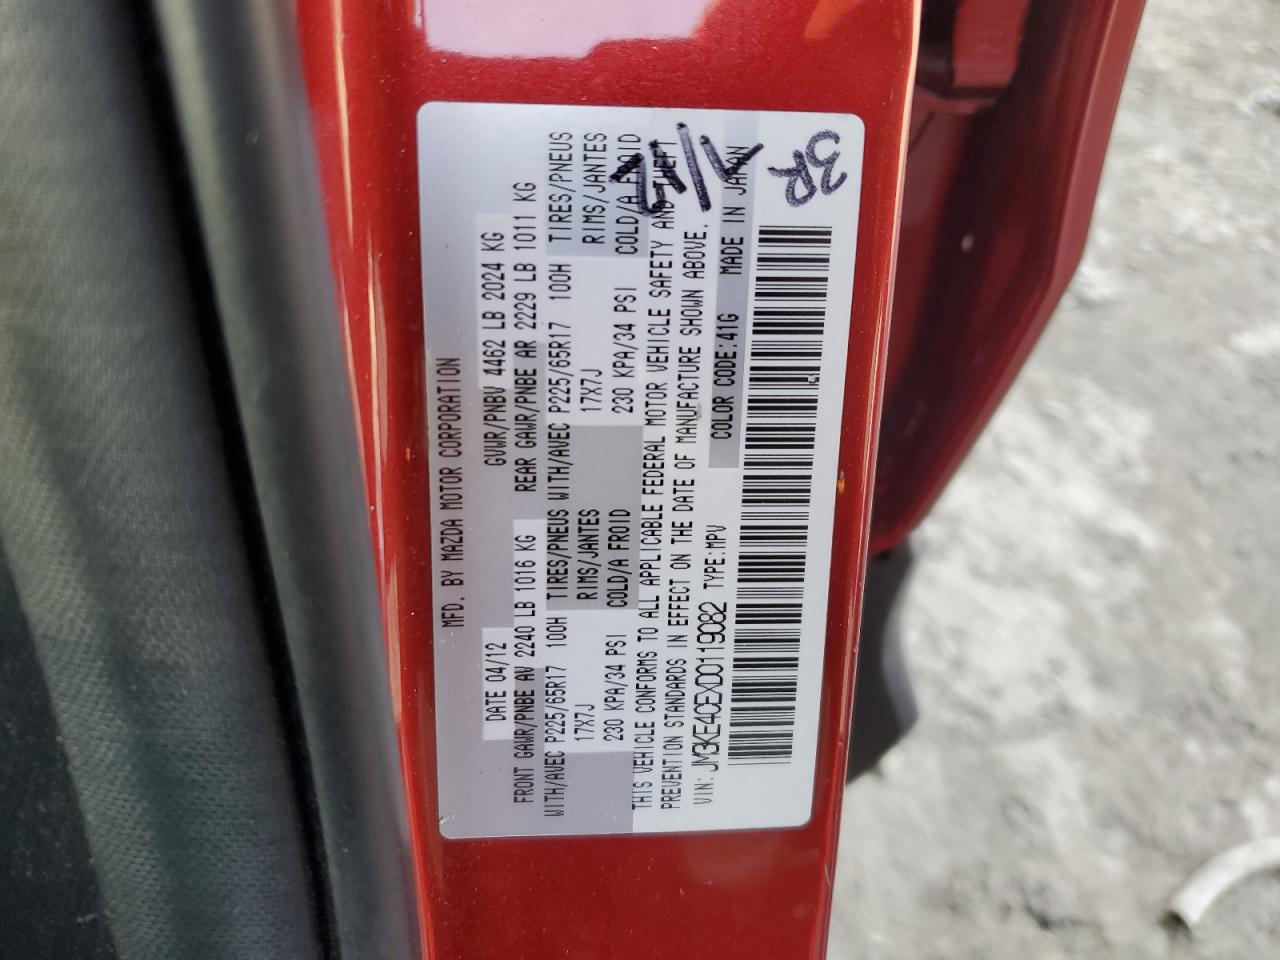 MFD. BY MAZDA MOTOR CORPORATION
DATE 04/12 GVWR/PNBV 4462 LB 2024 KG
FRONT GAWR/PNBE AV 2240 LB 1016 KG REAR GAWR/PNBE AR 2229 LB 1011 KG
WITH/AVEC P225/65R17 100H TIRES/PNEUS WITH/AVEC P225/65R17 100H TIRES/PNEUS
17X7J RIMS/JANTES 17X7J RIMS/JANTES
230 KPA/34 PSI COLD/A FROID 230 KPA/34 PSI COLD/A FROID
THIS VEHICLE CONFORMS TO ALL APPLICABLE FEDERAL MOTOR VEHICLE SAFETY AND THEFT
PREVENTION STANDARDS IN EFFECT ON THE DATE OF MANUFACTURE SHOWN ABOVE.
VIN: JM3KE4CEXD0119082 TYPE:MPV COLOR CODE:41G MADE IN JAPAN
3R